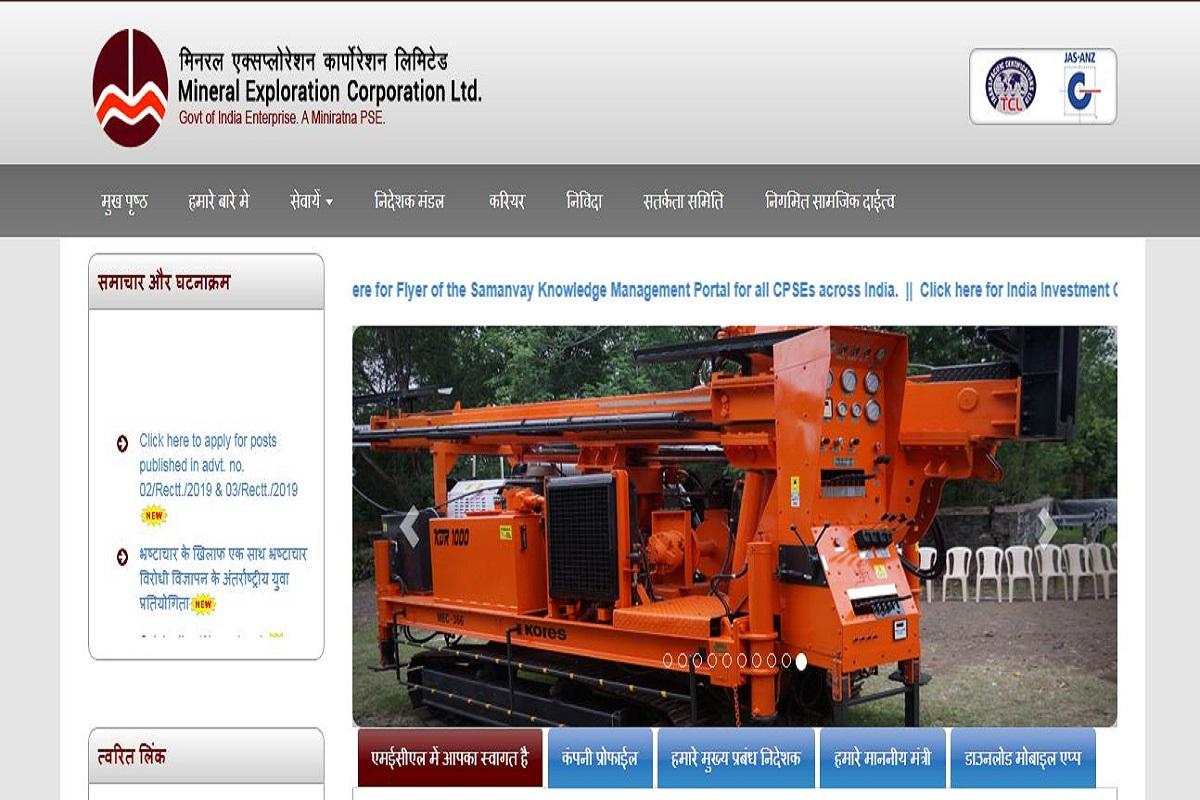 मिनरल एक्सप्लोरेशन कार्पोरेशन लिमिटेड
Mineral Exploration Corporation Ltd.
Govt of India Enterprise. A Miniratna PSE.
TCL
JAS-ANZ
मुख पृष्ठ हमारे बारे मे सेवायें निदेशक मंडल करियर निविदा सतर्कता समिति निगमित सामजिक दाईत्व
समाचार और घटनाक्रम
Click here to apply for posts
published in advt. no.
02/Rectt./2019 & 03/Rectt./2019
NEW
भ्रष्टाचार के खिलाफ एक साथ भ्रष्टाचार
विरोधी विज्ञापन के अंतर्राष्ट्रीय युवा
प्रतियोगिता NEW
त्वरित लिंक
ere for Flyer of the Samanvay Knowledge Management Portal for all CPSEs across India. || Click here for India Investment
KDR 1000
MEC-366
KORES
एमईसीएल में आपका स्वागत है कंपनी प्रोफाईल हमारे मुख्य प्रबंध निदेशक हमारे माननीय मंत्री डाउनलोड मोबाइल एप्प